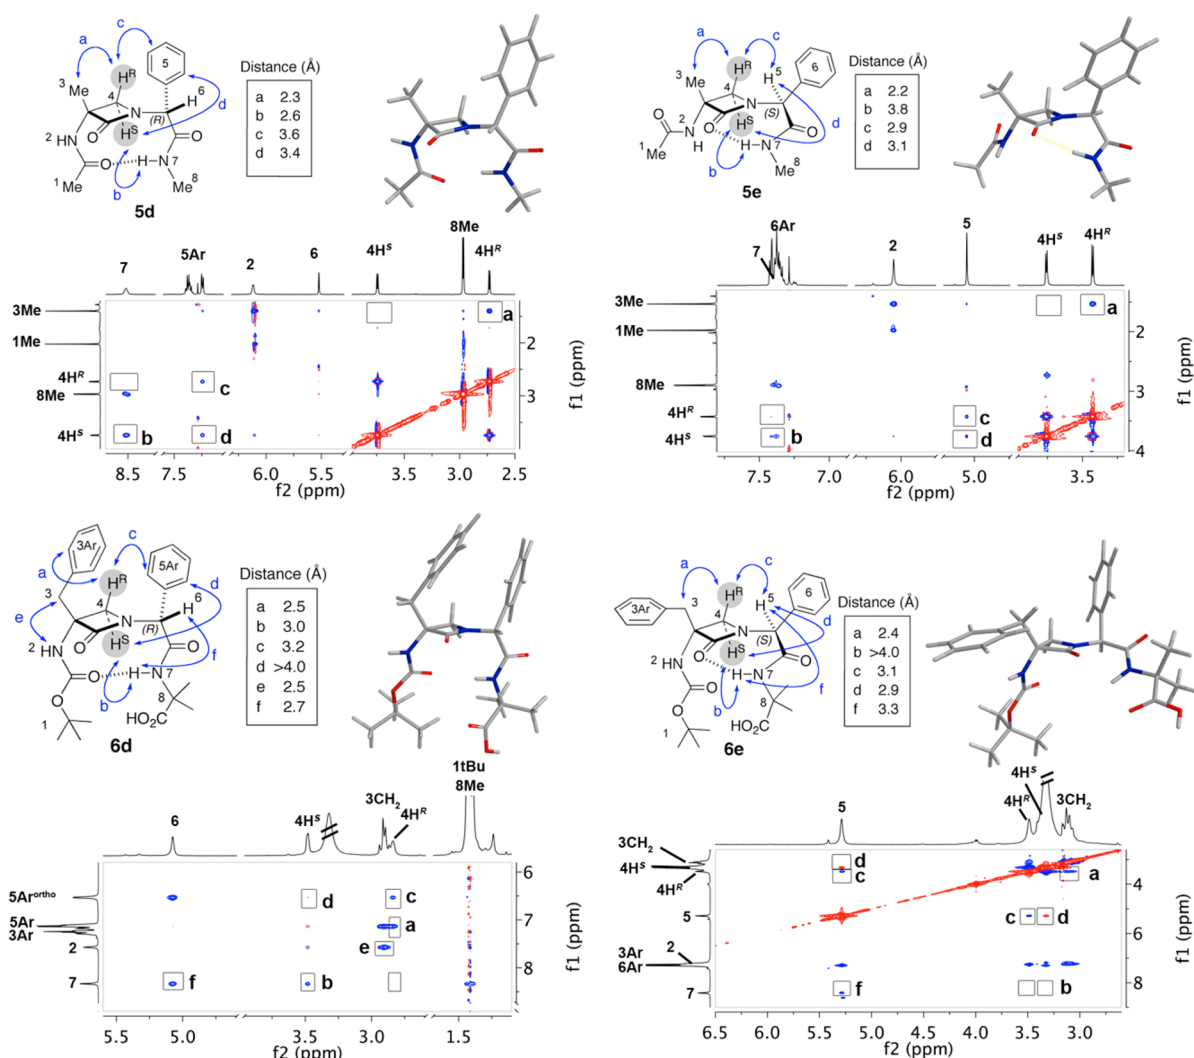 c
a
5
Me
3
H^R
4
H
6
N
(R)
d
O
NH
2
H^S
O
H
N
7
Me
1
O
b
Me
8
5d
Distance (Å)
a 2.3
b 2.6
c 3.6
d 3.4
a
c
6
Me
3
H^R
H
5
4
N
(S)
d
2
NH
O
H^S
O
O
Me
1
H
N
7
Me
8
b
5e
Distance (Å)
a 2.2
b 3.8
c 2.9
d 3.1
7
5Ar
2
6
4H^S
8Me
4H^R
3Me
1Me
4H^R
8Me
4H^S
a
c
b
d
2
3
4
f1 (ppm)
8.5
7.5
6.0
5.5
3.5
3.0
2.5
f2 (ppm)
6Ar
7
2
5
4H^S
4H^R
3Me
1Me
8Me
4H^R
4H^S
a
c
b
d
2
3
4
f1 (ppm)
7.5
7.0
6.0
5.0
3.5
f2 (ppm)
3Ar
c
a
5Ar
H^R
d
3
4
H
6
e
N
(R)
O
2
NH
H^S
O
f
O
H
N
7
O
b
8
HO2C
1
6d
Distance (Å)
a 2.5
b 3.0
c 3.2
d >4.0
e 2.5
f 2.7
c
a
6
3
H^R
H
5
3Ar
4
N
(S)
d
2
NH
O
H^S
O
O
H
N
7
f
O
b
8
HO2C
1
6e
Distance (Å)
a 2.4
b >4.0
c 3.1
d 2.9
f 3.3
6
4H^S
3CH2
4H^R
1tBu
8Me
5Ar^ortho
5Ar
3Ar
2
7
d
c
a
e
f
b
6
7
8
f1 (ppm)
5.0
4.0
3.5
3.0
1.5
f2 (ppm)
5
4H^S
4H^R
3CH2
3CH2
4H^S
4H^R
5
2
3Ar
6Ar
7
d
c
a
c
d
f
b
4
6
8
f1 (ppm)
6.5
6.0
5.5
5.0
4.5
4.0
3.5
3.0
f2 (ppm)